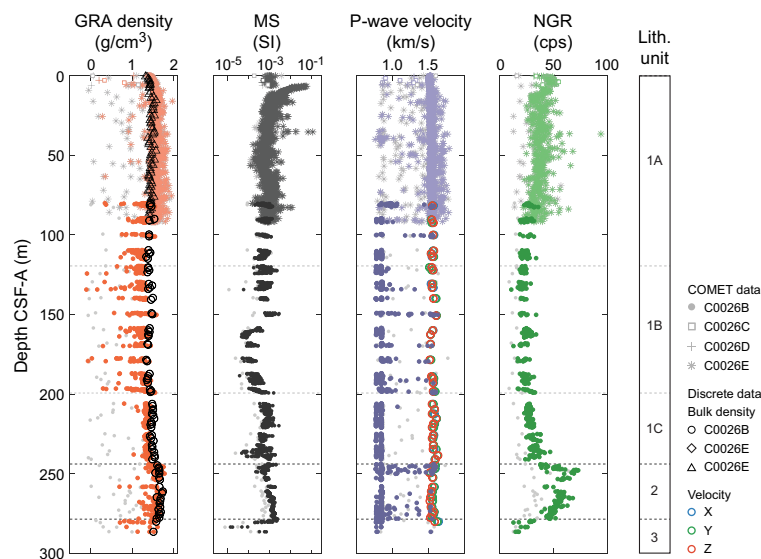 GRA density
(g/cm³)
MS
(SI)
P-wave velocity
(km/s)
NGR
(cps)
Lith.
unit
0 1 2
10⁻⁵ 10⁻³ 10⁻¹
1.0 1.5
0 50 100
Depth CSF-A (m)
0
50
100
150
200
250
300
1A
1B
1C
2
3
COMET data
C0026B
C0026C
C0026D
C0026E
Discrete data
Bulk density
C0026B
C0026E
C0026E
Velocity
X
Y
Z